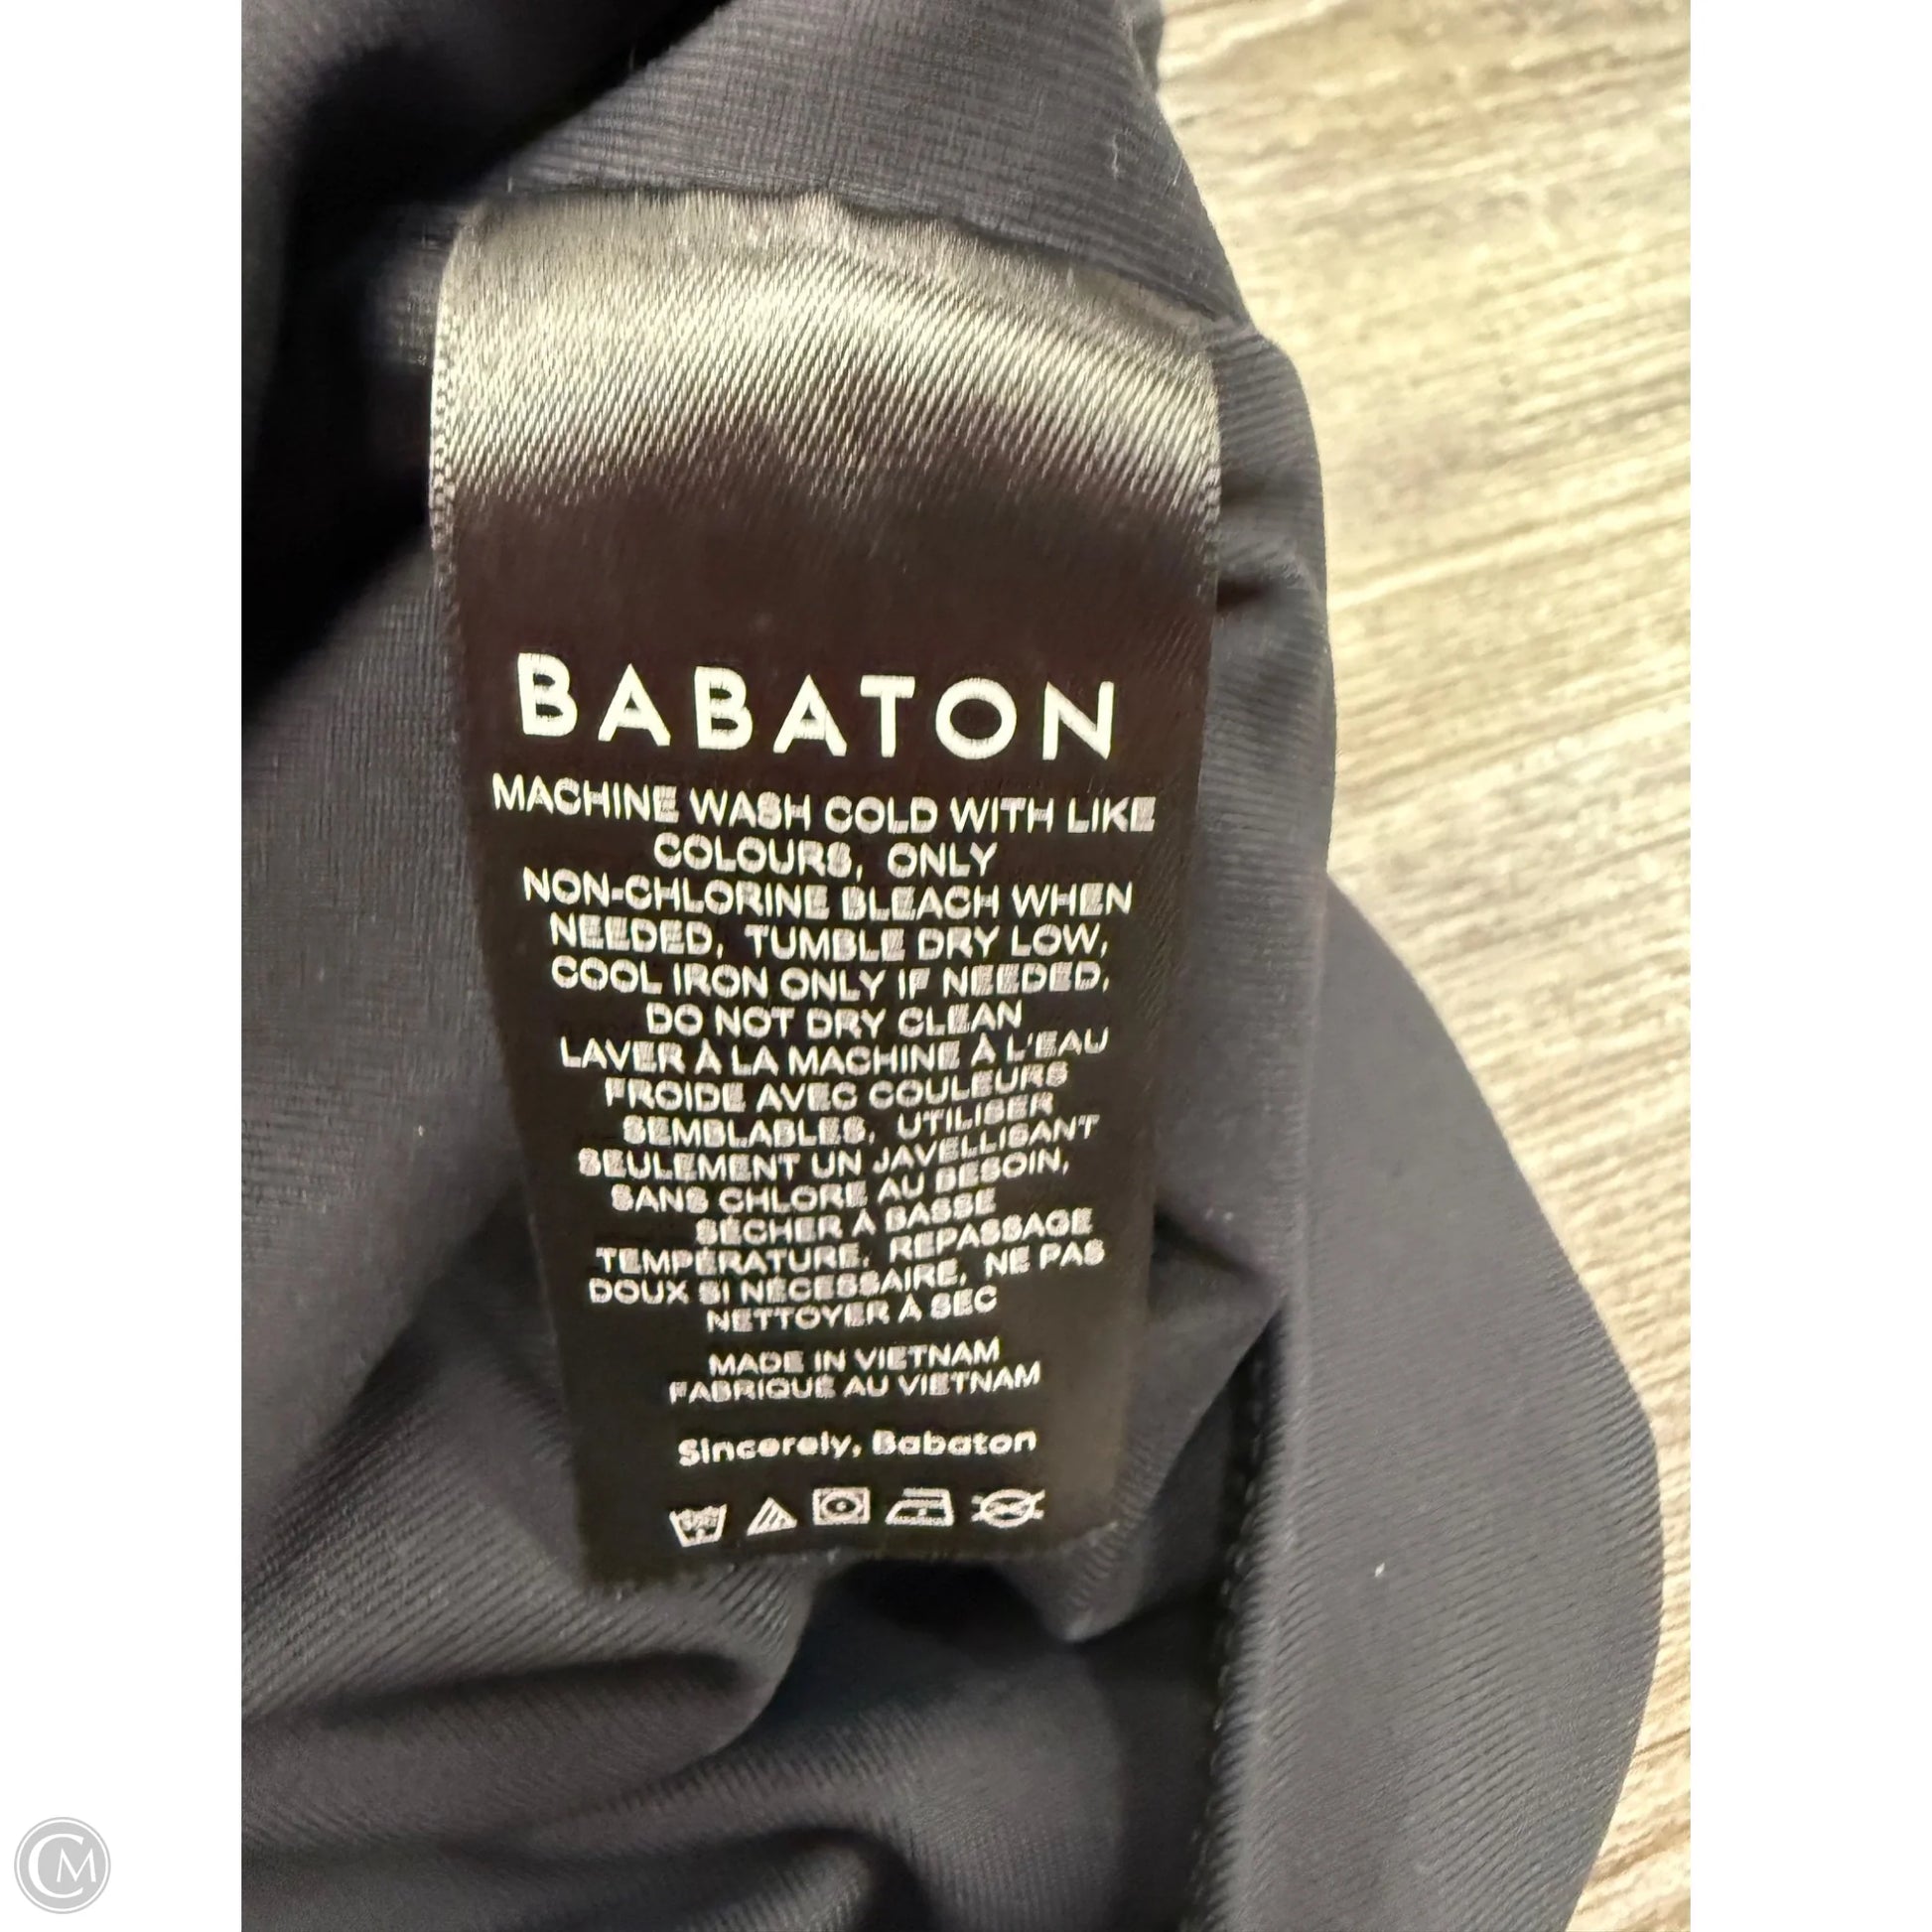 BABATON
MACHINE WASH COLD WITH LIKE
COLOURS, ONLY
NON-CHLORINE BLEACH WHEN
NEEDED, TUMBLE DRY LOW,
COOL IRON ONLY IF NEEDED,
DO NOT DRY CLEAN
LAVER À LA MACHINE À L'EAU
FROIDE AVEC COULEURS
SEMBLABLES, UTILISER
SEULEMENT UN JAVELLISANT
SANS CHLORE AU BESOIN,
SÉCHER À BASSE
TEMPÉRATURE, REPASSAGE
DOUX SI NÉCESSAIRE, NE PAS
NETTOYER À SEC
MADE IN VIETNAM
FABRIQUÉ AU VIETNAM
Sincerely, Babaton
CM